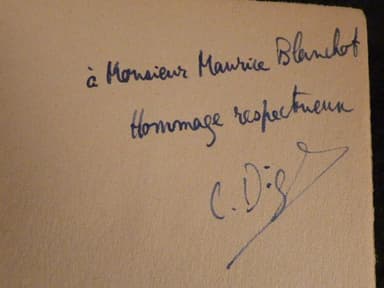 à Monsieur Maurice Blanchot
Hommage respectueux
C.